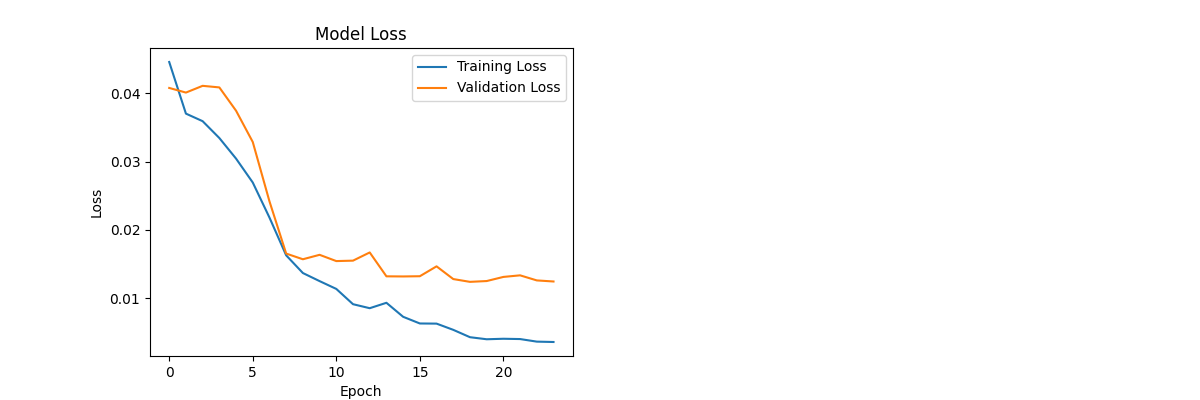 Model Loss
Training Loss
Validation Loss
0.04
0.03
0.02
0.01
Loss
0 5 10 15 20
Epoch